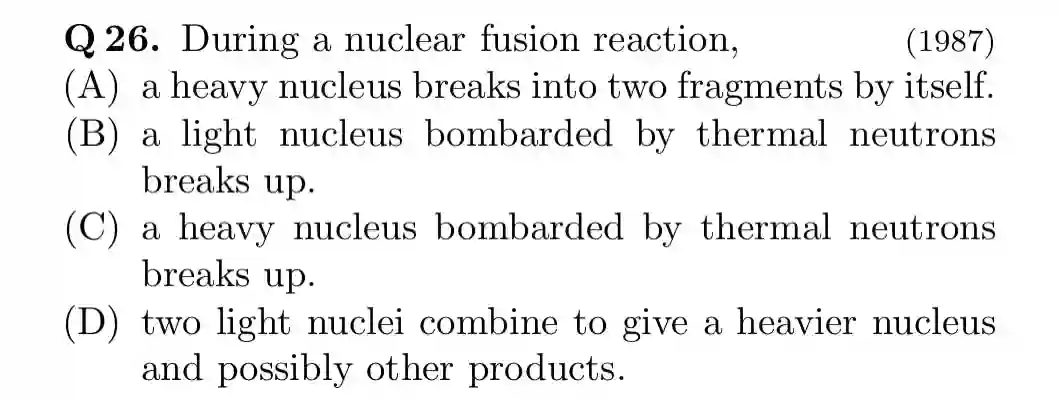 Q 26. During a nuclear fusion reaction, (1987)
(A) a heavy nucleus breaks into two fragments by itself.
(B) a light nucleus bombarded by thermal neutrons
breaks up.
(C) a heavy nucleus bombarded by thermal neutrons
breaks up.
(D) two light nuclei combine to give a heavier nucleus
and possibly other products.